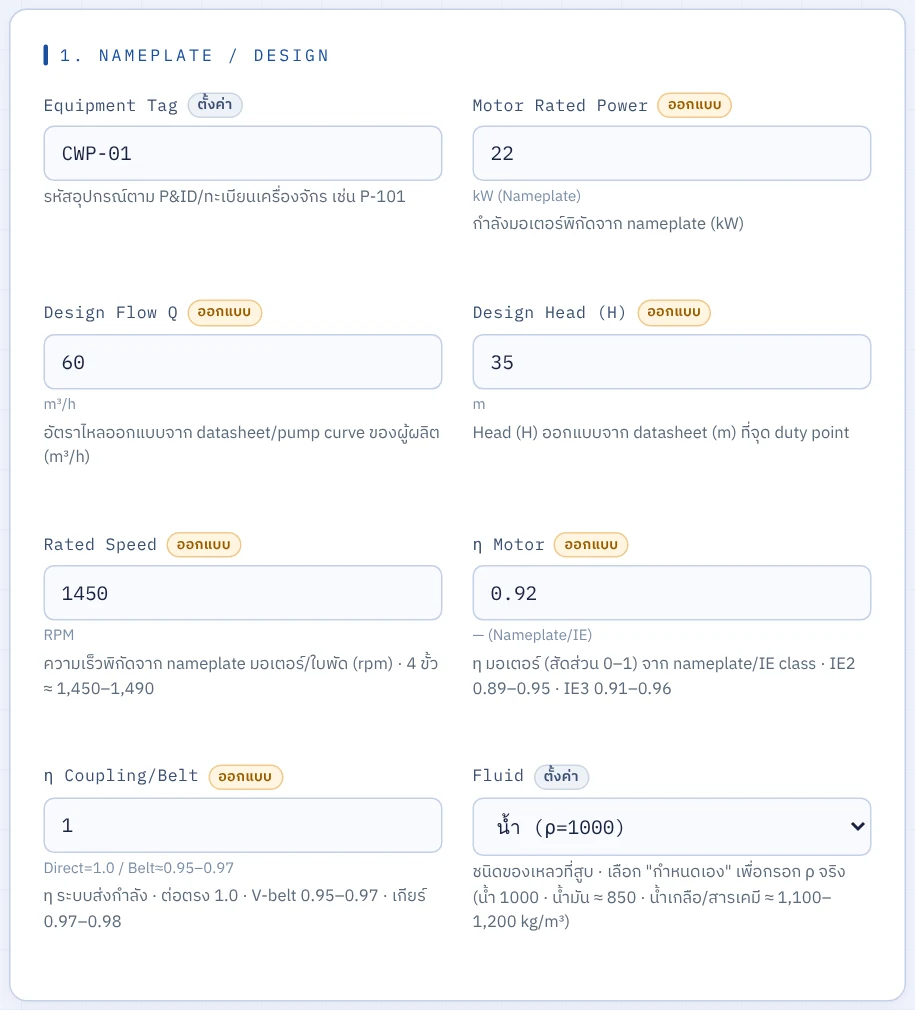 1. NAMEPLATE / DESIGN
Equipment Tag ตั้งค่า
CWP-01
รหัสอุปกรณ์ตาม P&ID/ทะเบียนเครื่องจักร เช่น P-101
Motor Rated Power ออกแบบ
22
kW (Nameplate)
กำลังมอเตอร์พิกัดจาก nameplate (kW)
Design Flow Q ออกแบบ
60
m³/h
อัตราไหลออกแบบจาก datasheet/pump curve ของผู้ผลิต
(m³/h)
Design Head (H) ออกแบบ
35
m
Head (H) ออกแบบจาก datasheet (m) ที่จุด duty point
Rated Speed ออกแบบ
1450
RPM
ความเร็วพิกัดจาก nameplate มอเตอร์/ใบพัด (rpm) · 4 ขั้ว
≈ 1,450–1,490
η Motor ออกแบบ
0.92
— (Nameplate/IE)
η มอเตอร์ (สัดส่วน 0–1) จาก nameplate/IE class · IE2
0.89–0.95 · IE3 0.91–0.96
η Coupling/Belt ออกแบบ
1
Direct=1.0 / Belt≈0.95–0.97
η ระบบส่งกำลัง · ต่อตรง 1.0 · V-belt 0.95–0.97 · เกียร์
0.97–0.98
Fluid ตั้งค่า
น้ำ (ρ=1000)
ชนิดของเหลวที่สูบ · เลือก "กำหนดเอง" เพื่อกรอก ρ จริง
(น้ำ 1000 · น้ำมัน ≈ 850 · น้ำเกลือ/สารเคมี ≈ 1,100–
1,200 kg/m³)